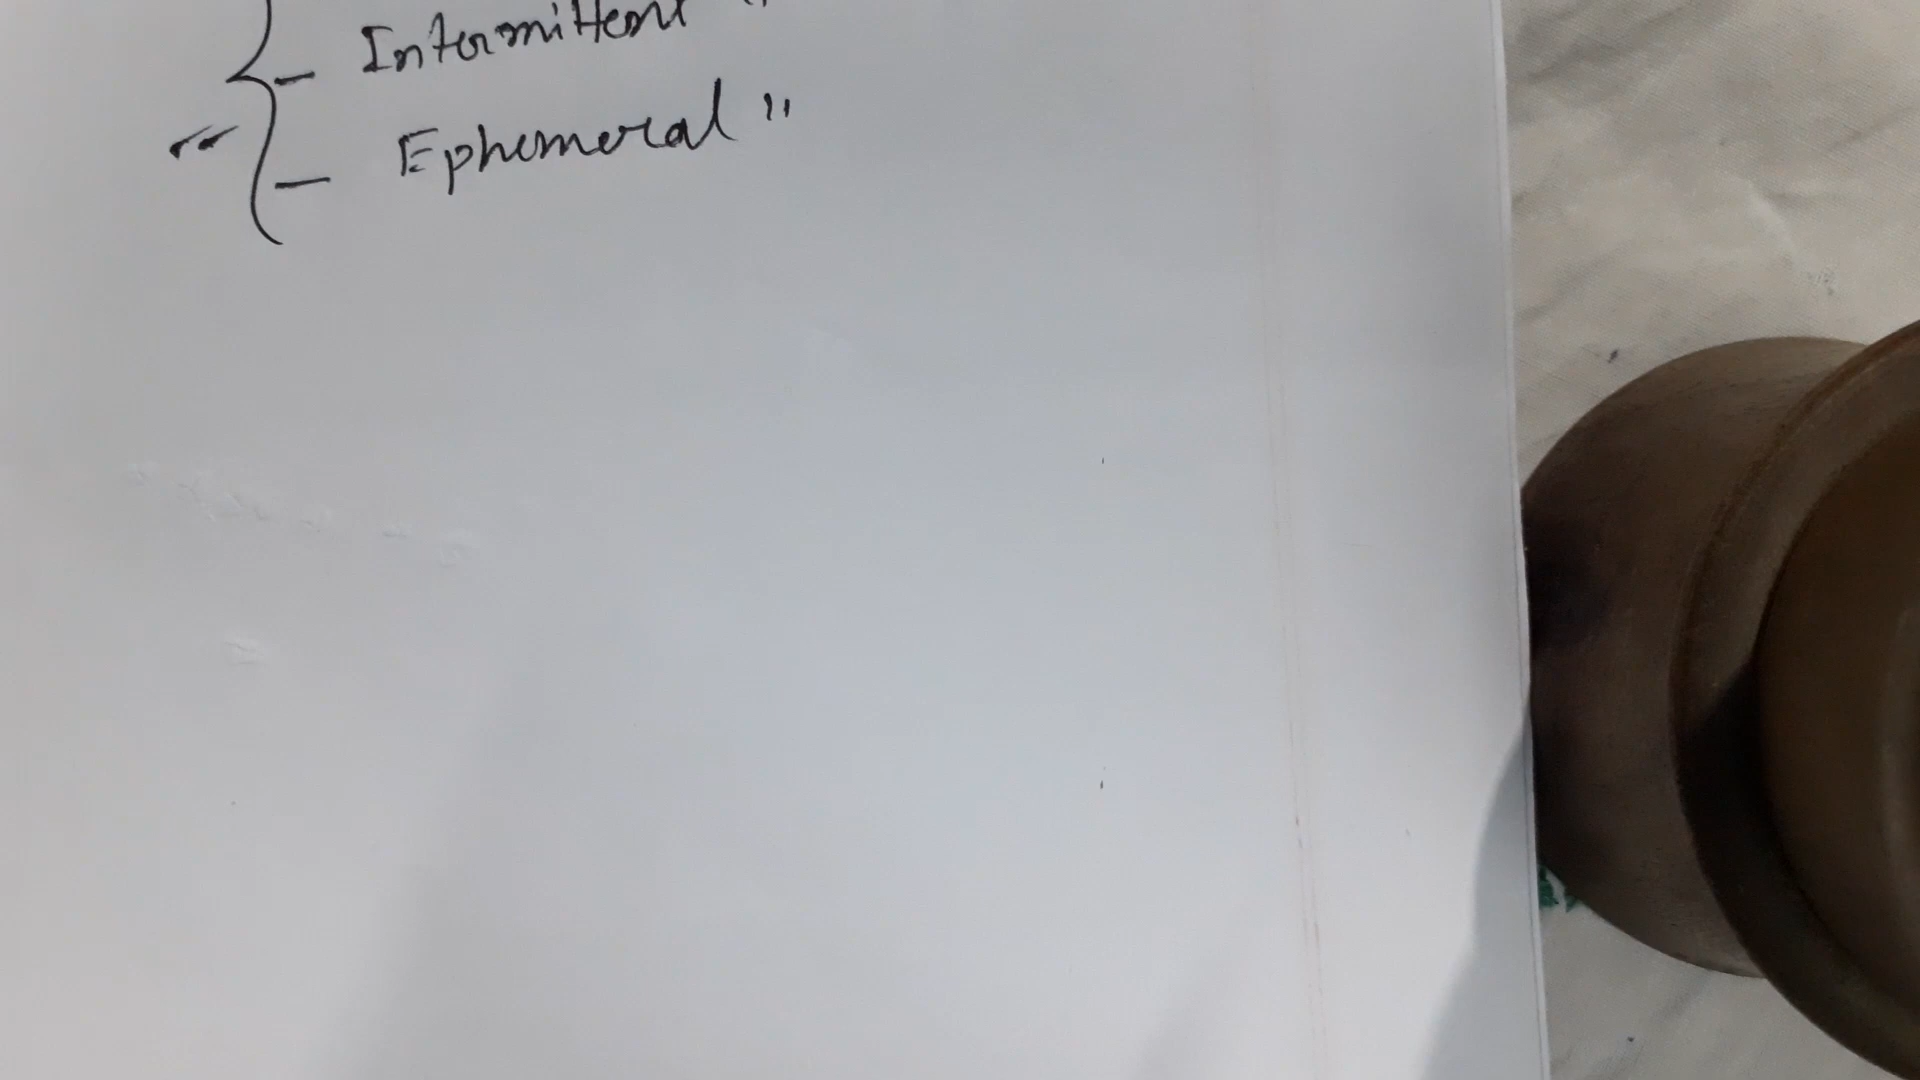 - Intermittent "
- Ephemeral "